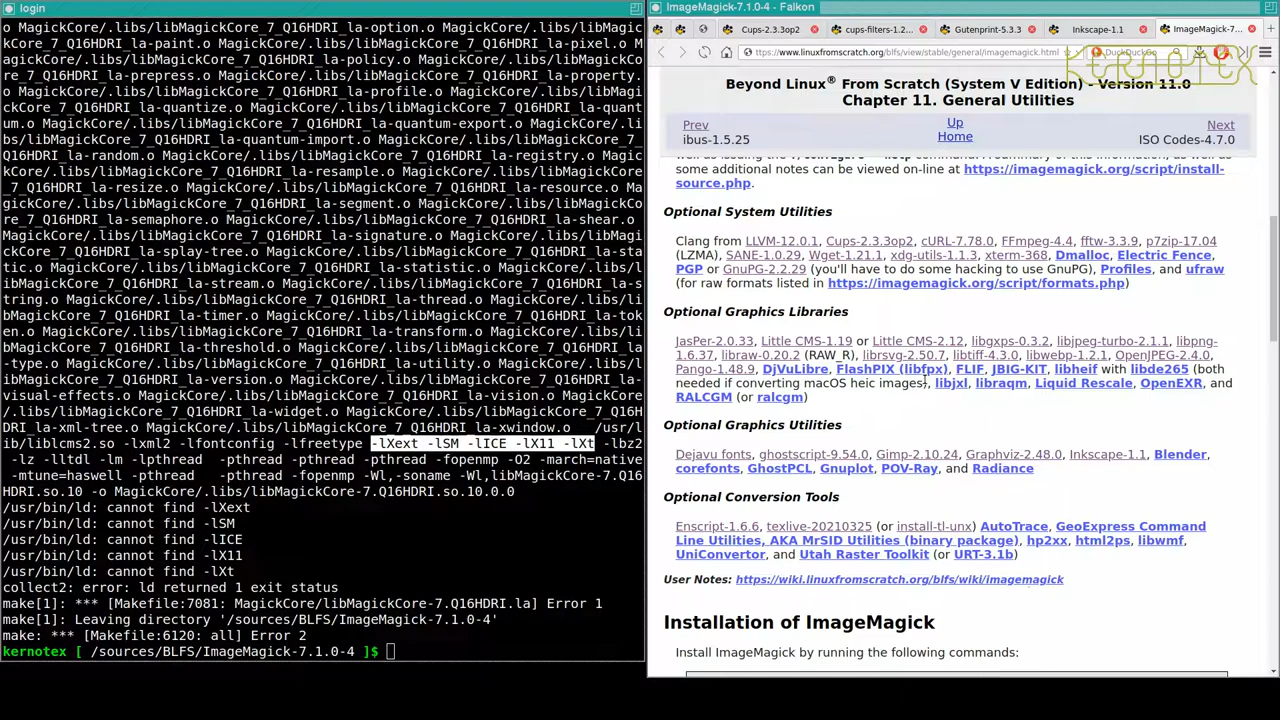 login
o MagickCore/.libs/libMagickCore_7_Q16HDRI_la-option.o MagickCore/.libs/libMagi
ckCore_7_Q16HDRI_la-paint.o MagickCore/.libs/libMagickCore_7_Q16HDRI_la-pixel.o
MagickCore/.libs/libMagickCore_7_Q16HDRI_la-policy.o MagickCore/.libs/libMagick
Core_7_Q16HDRI_la-prepress.o MagickCore/.libs/libMagickCore_7_Q16HDRI_la-property.
o MagickCore/.libs/libMagickCore_7_Q16HDRI_la-profile.o MagickCore/.libs/libMag
ickCore_7_Q16HDRI_la-quantize.o MagickCore/.libs/libMagickCore_7_Q16HDRI_la-quant
um.o MagickCore/.libs/libMagickCore_7_Q16HDRI_la-quantum-export.o MagickCore/.li
bs/libMagickCore_7_Q16HDRI_la-quantum-import.o MagickCore/.libs/libMagickCore_7
_Q16HDRI_la-random.o MagickCore/.libs/libMagickCore_7_Q16HDRI_la-registry.o Mag
ickCore/.libs/libMagickCore_7_Q16HDRI_la-resample.o MagickCore/.libs/libMagickC
ore_7_Q16HDRI_la-resize.o MagickCore/.libs/libMagickCore_7_Q16HDRI_la-resource.o Ma
gickCore/.libs/libMagickCore_7_Q16HDRI_la-segment.o MagickCore/.libs/libMagickCo
re_7_Q16HDRI_la-semaphore.o MagickCore/.libs/libMagickCore_7_Q16HDRI_la-shear.o
MagickCore/.libs/libMagickCore_7_Q16HDRI_la-signature.o MagickCore/.libs/libMagi
ckCore_7_Q16HDRI_la-splay-tree.o MagickCore/.libs/libMagickCore_7_Q16HDRI_la-sta
tic.o MagickCore/.libs/libMagickCore_7_Q16HDRI_la-statistic.o MagickCore/.libs/l
ibMagickCore_7_Q16HDRI_la-stream.o MagickCore/.libs/libMagickCore_7_Q16HDRI_la-s
tring.o MagickCore/.libs/libMagickCore_7_Q16HDRI_la-thread.o MagickCore/.libs/l
ibMagickCore_7_Q16HDRI_la-timer.o MagickCore/.libs/libMagickCore_7_Q16HDRI_la-tok
en.o MagickCore/.libs/libMagickCore_7_Q16HDRI_la-transform.o MagickCore/.libs/li
bMagickCore_7_Q16HDRI_la-threshold.o MagickCore/.libs/libMagickCore_7_Q16HDRI_la
-type.o MagickCore/.libs/libMagickCore_7_Q16HDRI_la-utility.o MagickCore/.libs/l
ibMagickCore_7_Q16HDRI_la-version.o MagickCore/.libs/libMagickCore_7_Q16HDRI_la-
visual-effects.o MagickCore/.libs/libMagickCore_7_Q16HDRI_la-vision.o MagickCore
/.libs/libMagickCore_7_Q16HDRI_la-widget.o MagickCore/.libs/libMagickCore_7_Q16HD
RI_la-xml-tree.o MagickCore/.libs/libMagickCore_7_Q16HDRI_la-xwindow.o /usr/l
ib/liblcms2.so -lxml2 -lfontconfig -lfreetype -lXext -lSM -lICE -lX11 -lXt -lbz2
-lz -lltdl -lm -lpthread -pthread -pthread -pthread -fopenmp -O2 -march=native
-mtune=haswell -pthread -pthread -fopenmp -Wl,-soname -Wl,libMagickCore-7.Q16
HDRI.so.10 -o MagickCore/.libs/libMagickCore-7.Q16HDRI.so.10.0.0
/usr/bin/ld: cannot find -lXext
/usr/bin/ld: cannot find -lSM
/usr/bin/ld: cannot find -lICE
/usr/bin/ld: cannot find -lX11
/usr/bin/ld: cannot find -lXt
collect2: error: ld returned 1 exit status
make[1]: *** [Makefile:7081: MagickCore/libMagickCore-7.Q16HDRI.la] Error 1
make[1]: Leaving directory '/sources/BLFS/ImageMagick-7.1.0-4'
make: *** [Makefile:6120: all] Error 2
kernotex [ /sources/BLFS/ImageMagick-7.1.0-4 ]$
ImageMagick-7.1.0-4 - Falkon
Cups-2.3.3op2
cups-filters-1.2...
Gutenprint-5.3.3
Inkscape-1.1
ImageMagick-7...
ttps://www.linuxfromscratch.org/blfs/view/stable/general/imagemagick.html
DuckDuckGo
KERNOTEX
Beyond Linux® From Scratch (System V Edition) - Version 11.0
Chapter 11. General Utilities
Prev
Up
Next
ibus-1.5.25
Home
ISO Codes-4.7.0
some additional notes can be viewed on-line at https://imagemagick.org/script/install-
source.php.
Optional System Utilities
Clang from LLVM-12.0.1, Cups-2.3.3op2, cURL-7.78.0, FFmpeg-4.4, fftw-3.3.9, p7zip-17.04
(LZMA), SANE-1.0.29, Wget-1.21.1, xdg-utils-1.1.3, xterm-368, Dmalloc, Electric Fence,
PGP or GnuPG-2.2.29 (you'll have to do some hacking to use GnuPG), Profiles, and ufraw
(for raw formats listed in https://imagemagick.org/script/formats.php)
Optional Graphics Libraries
JasPer-2.0.33, Little CMS-1.19 or Little CMS-2.12, libgxps-0.3.2, libjpeg-turbo-2.1.1, libpng-
1.6.37, libraw-0.20.2 (RAW_R), librsvg-2.50.7, libtiff-4.3.0, libwebp-1.2.1, OpenJPEG-2.4.0,
Pango-1.48.9, DjVuLibre, FlashPIX (libfpx), FLIF, JBIG-KIT, libheif with libde265 (both
needed if converting macOS heic images), libjxl, libraqm, Liquid Rescale, OpenEXR, and
RALCGM (or ralcgm)
Optional Graphics Utilities
Dejavu fonts, ghostscript-9.54.0, Gimp-2.10.24, Graphviz-2.48.0, Inkscape-1.1, Blender,
corefonts, GhostPCL, Gnuplot, POV-Ray, and Radiance
Optional Conversion Tools
Enscript-1.6.6, texlive-20210325 (or install-tl-unx) AutoTrace, GeoExpress Command
Line Utilities, AKA MrSID Utilities (binary package), hp2xx, html2ps, libwmf,
UniConvertor, and Utah Raster Toolkit (or URT-3.1b)
User Notes: https://wiki.linuxfromscratch.org/blfs/wiki/imagemagick
Installation of ImageMagick
Install ImageMagick by running the following commands: